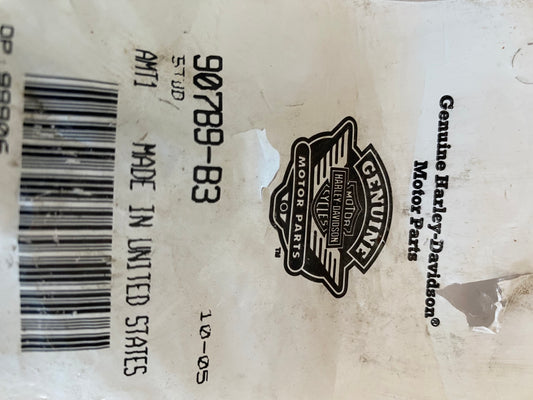 Genuine Harley-Davidson®
Motor Parts
GENUINE
MOTOR
HARLEY-DAVIDSON
CYCLES
MOTOR PARTS
TM
90789-83
10-05
STUD
AMT1 MADE IN UNITED STATES